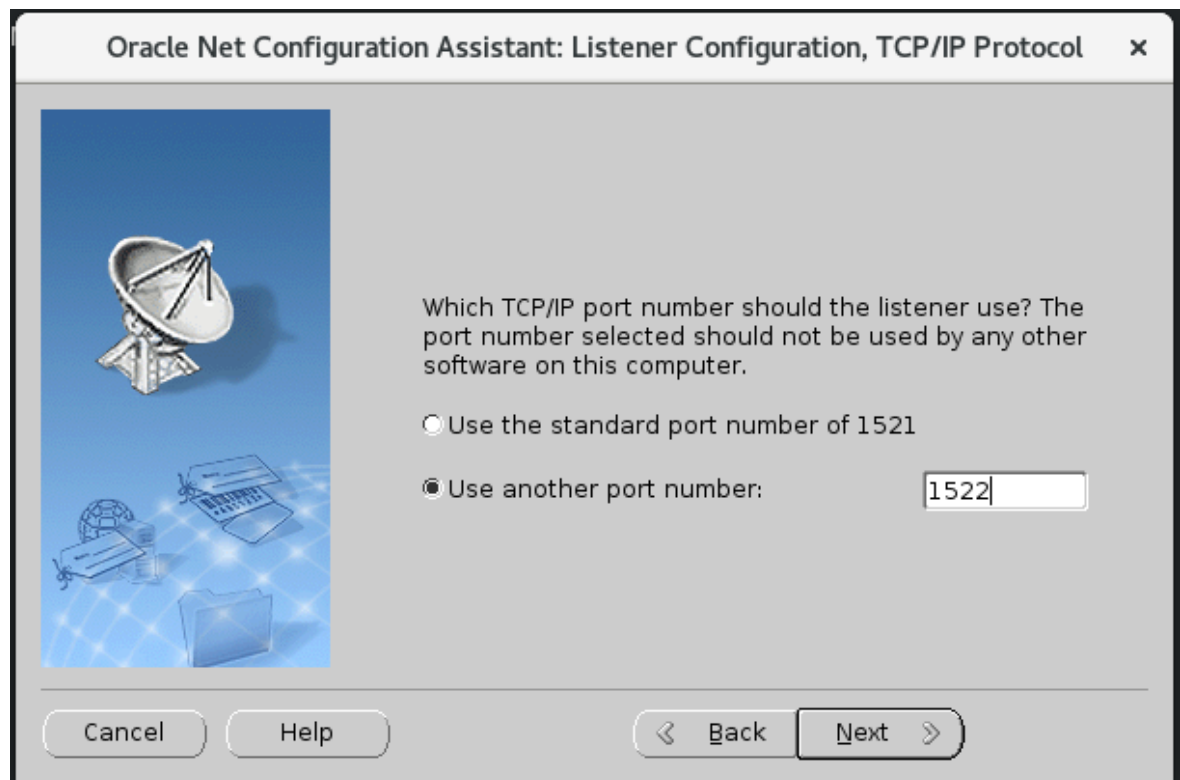 Oracle Net Configuration Assistant: Listener Configuration, TCP/IP Protocol
Which TCP/IP port number should the listener use? The
port number selected should not be used by any other
software on this computer.
Use the standard port number of 1521
Use another port number: 1522
Cancel Help Back Next